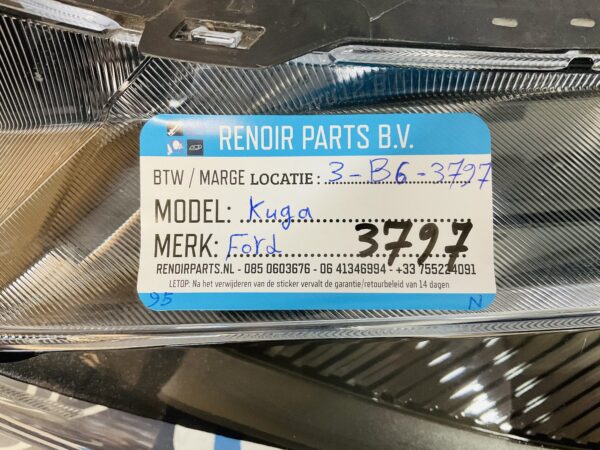 RENOIR PARTS B.V.
BTW / MARGE LOCATIE : 3-B6-3797
MODEL: Kuga
MERK: Ford 3797
RENOIRPARTS.NL - 085 0603676 - 06 41346994 - +33 755224091
LETOP: Na het verwijderen van de sticker vervalt de garantie/retourbeleid van 14 dagen
95 N